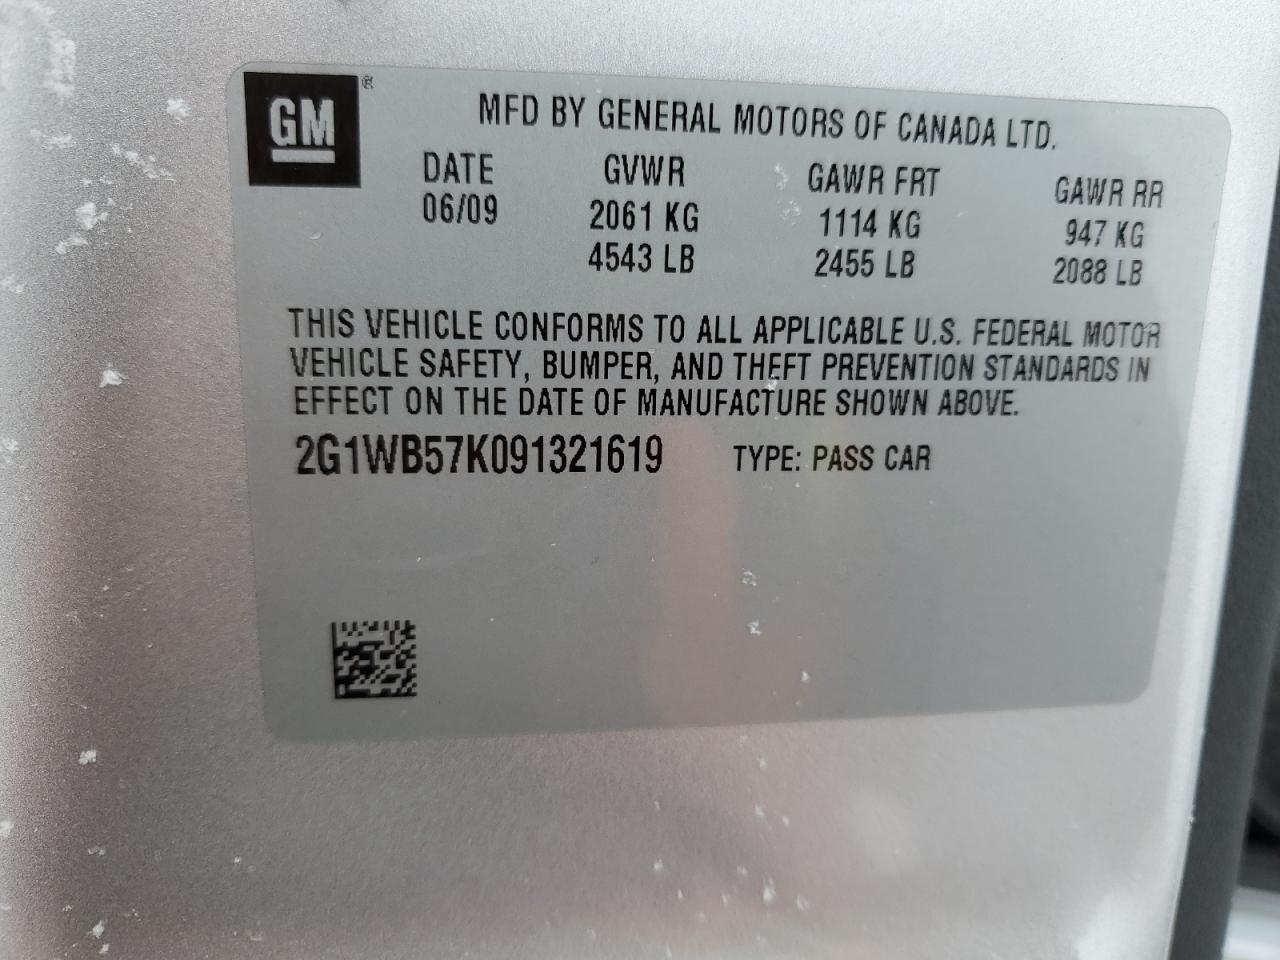 GM ®
MFD BY GENERAL MOTORS OF CANADA LTD.
DATE GVWR GAWR FRT GAWR RR
06/09 2061 KG 1114 KG 947 KG
4543 LB 2455 LB 2088 LB
THIS VEHICLE CONFORMS TO ALL APPLICABLE U.S. FEDERAL MOTOR
VEHICLE SAFETY, BUMPER, AND THEFT PREVENTION STANDARDS IN
EFFECT ON THE DATE OF MANUFACTURE SHOWN ABOVE.
2G1WB57K091321619 TYPE: PASS CAR